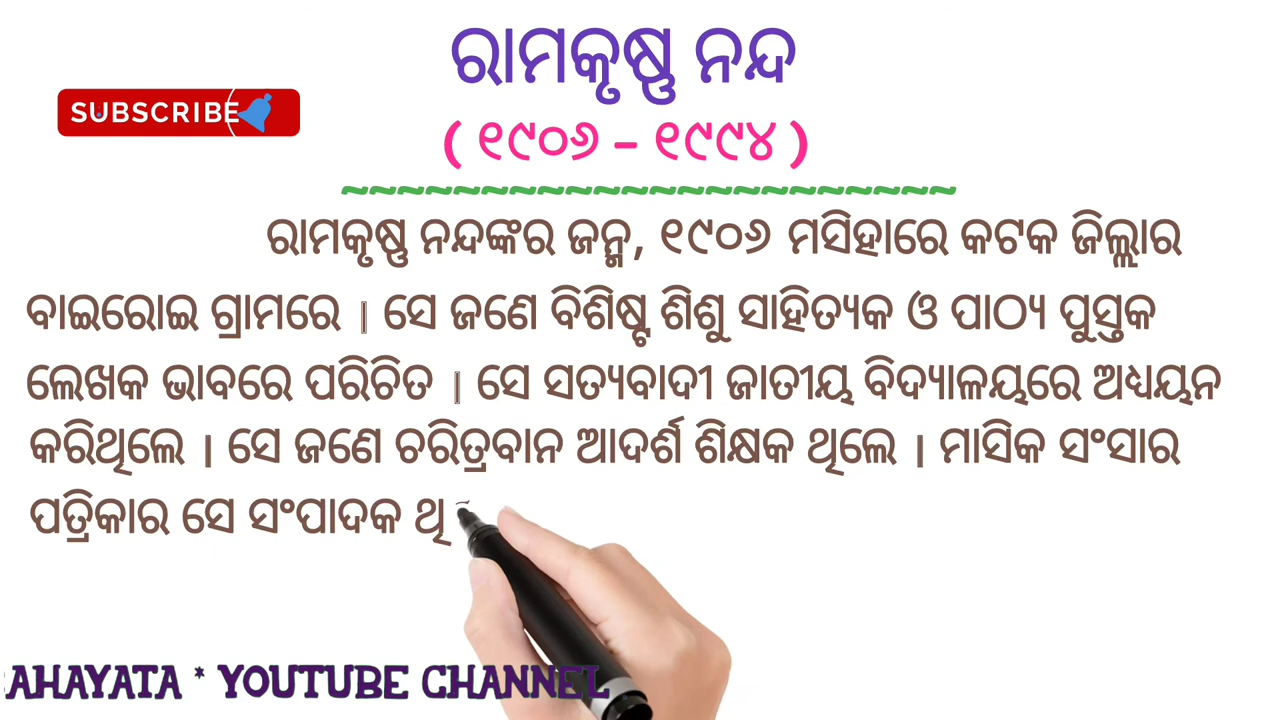 ରାମକୃଷ୍ଣ ନନ୍ଦ
SUBSCRIBE
( ୧୯୦୬ – ୧୯୯୪ )
~~~~~~~~~~~~~~~~~~~~~~
ରାମକୃଷ୍ଣ ନନ୍ଦଙ୍କର ଜନ୍ମ, ୧୯୦୬ ମସିହାରେ କଟକ ଜିଲ୍ଲାର
ବାଇରୋଇ ଗ୍ରାମରେ । ସେ ଜଣେ ବିଶିଷ୍ଟ ଶିଶୁ ସାହିତ୍ୟକ ଓ ପାଠ୍ୟ ପୁସ୍ତକ
ଲେଖକ ଭାବରେ ପରିଚିତ । ସେ ସତ୍ୟବାଦୀ ଜାତୀୟ ବିଦ୍ୟାଳୟରେ ଅଧ୍ୟୟନ
କରିଥିଲେ । ସେ ଜଣେ ଚରିତ୍ରବାନ ଆଦର୍ଶ ଶିକ୍ଷକ ଥିଲେ । ମାସିକ ସଂସାର
ପତ୍ରିକାର ସେ ସଂପାଦକ ଥି
AHAYATA * YOUTUBE CHANNEL